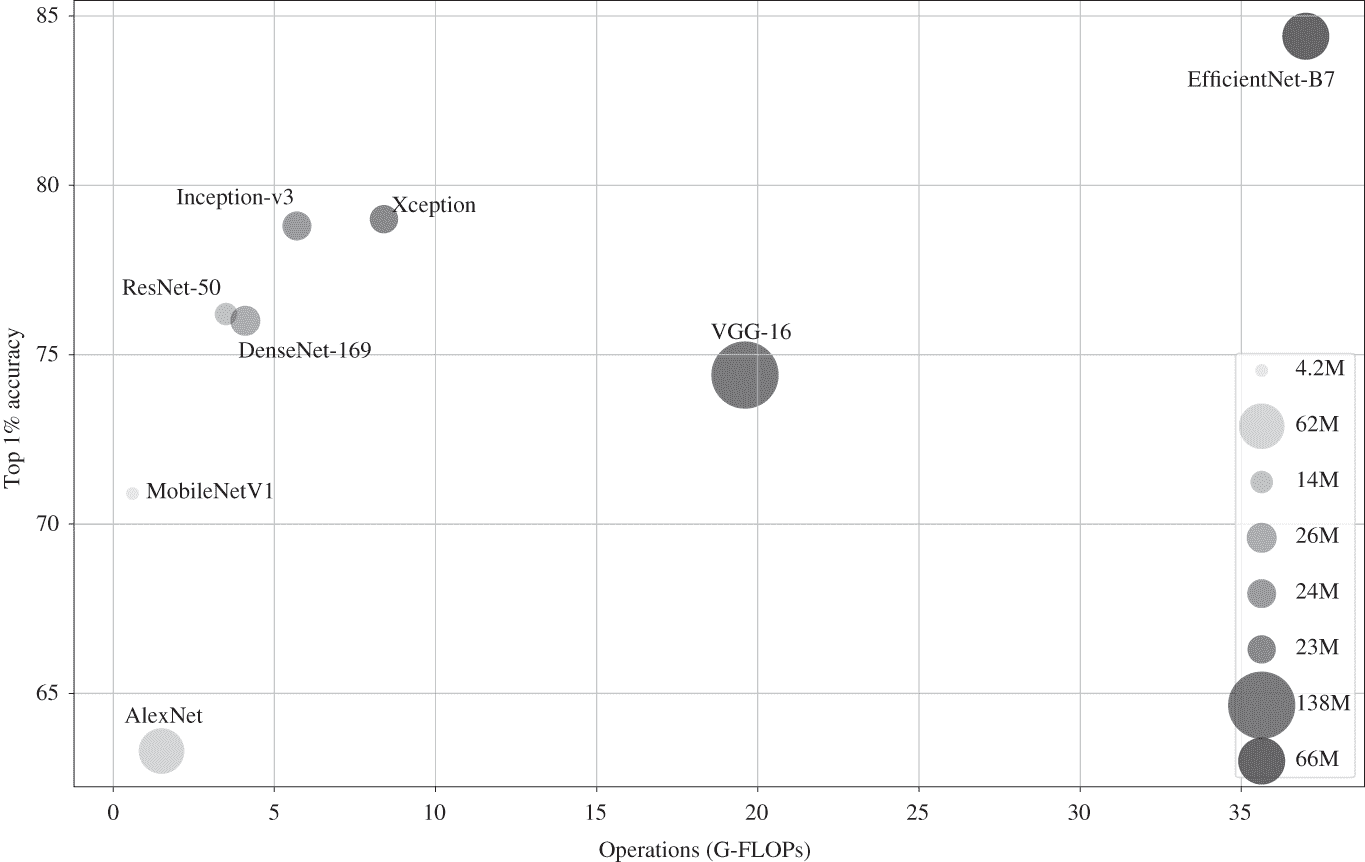 85
EfficientNet-B7
80
Inception-v3
Xception
ResNet-50
DenseNet-169
VGG-16
75
4.2M
62M
14M
MobileNetV1
70
26M
24M
23M
65
138M
AlexNet
66M
Top 1% accuracy
0 5 10 15 20 25 30 35
Operations (G-FLOPs)